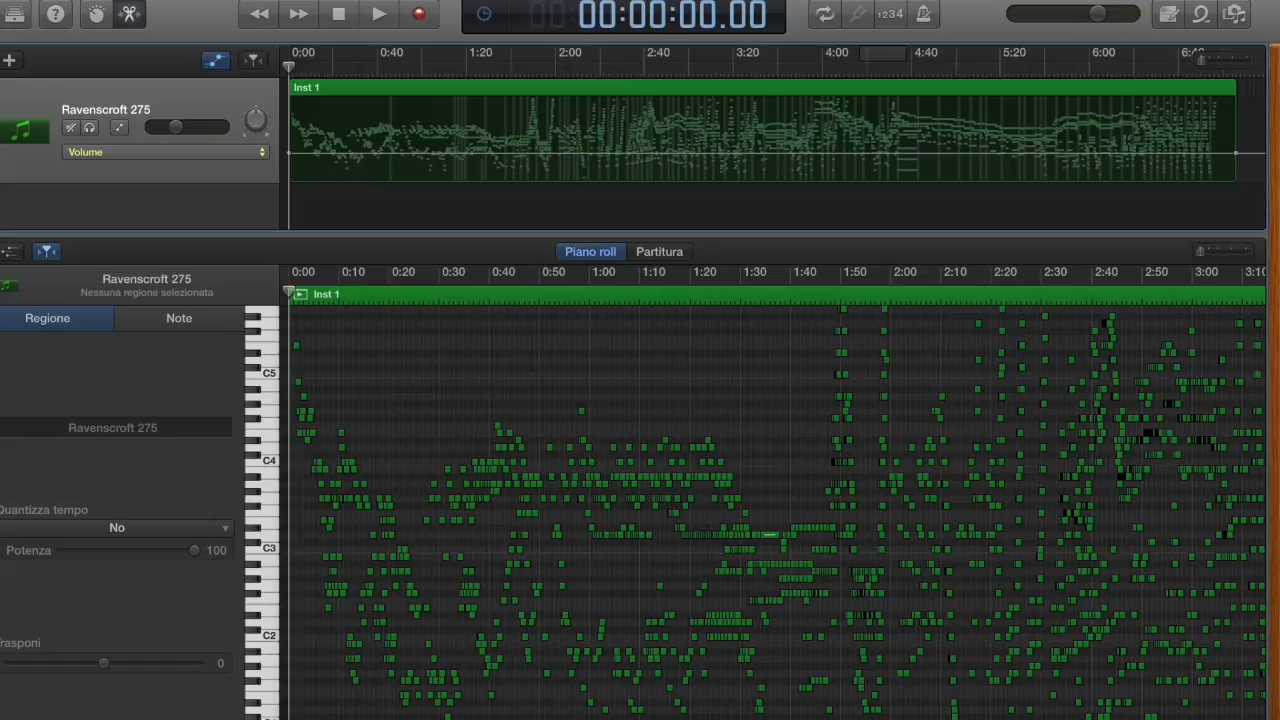 00:00:00.00
1234
0:00 0:40 1:20 2:00 2:40 3:20 4:00 4:40 5:20 6:00
Inst 1
Ravenscroft 275
Volume
Piano roll Partitura
Ravenscroft 275
Nessuna regione selezionata
0:00 0:10 0:20 0:30 0:40 0:50 1:00 1:10 1:20 1:30 1:40 1:50 2:00 2:10 2:20 2:30 2:40 2:50 3:00 3:10
Inst 1
Regione Note
C5
Ravenscroft 275
C4
Quantizza tempo
No
Potenza 100
C3
C2
Trasponi
0